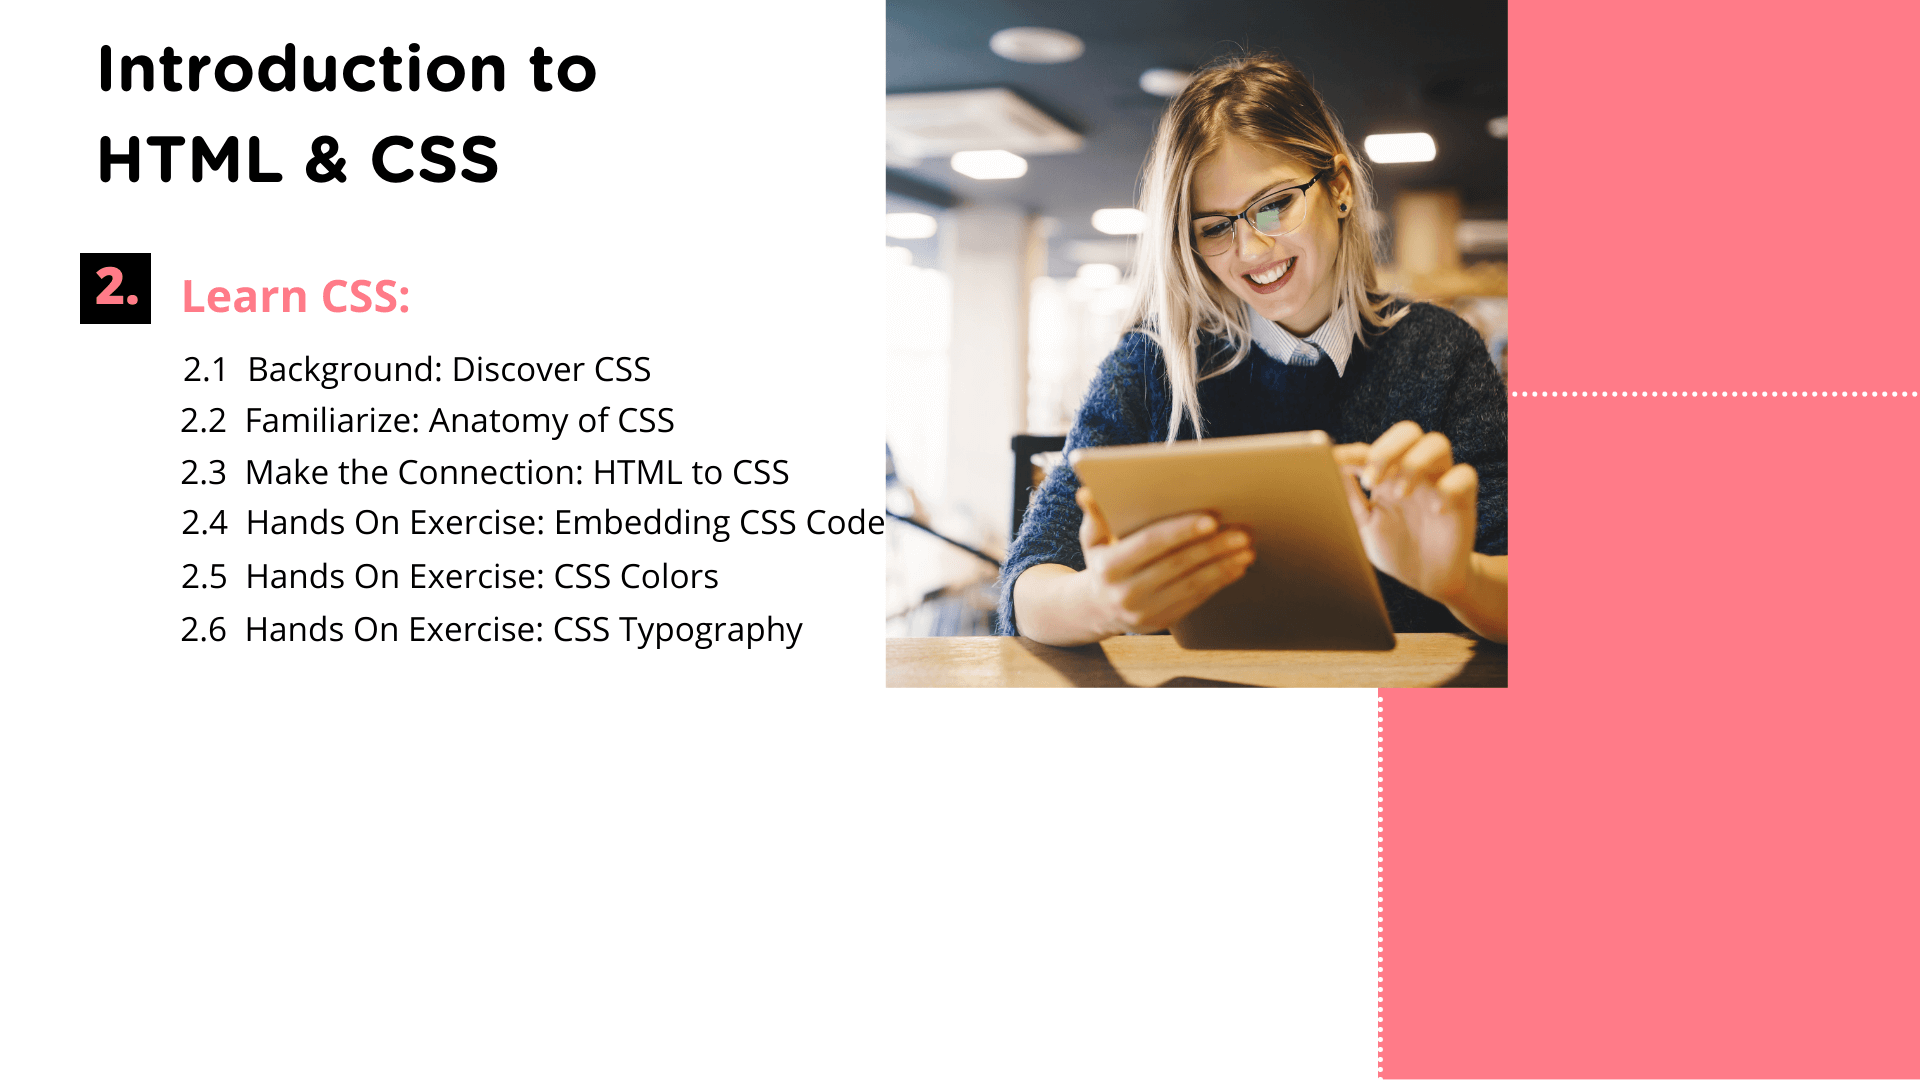 Introduction to
HTML & CSS
2. Learn CSS:
2.1 Background: Discover CSS
2.2 Familiarize: Anatomy of CSS
2.3 Make the Connection: HTML to CSS
2.4 Hands On Exercise: Embedding CSS Code
2.5 Hands On Exercise: CSS Colors
2.6 Hands On Exercise: CSS Typography